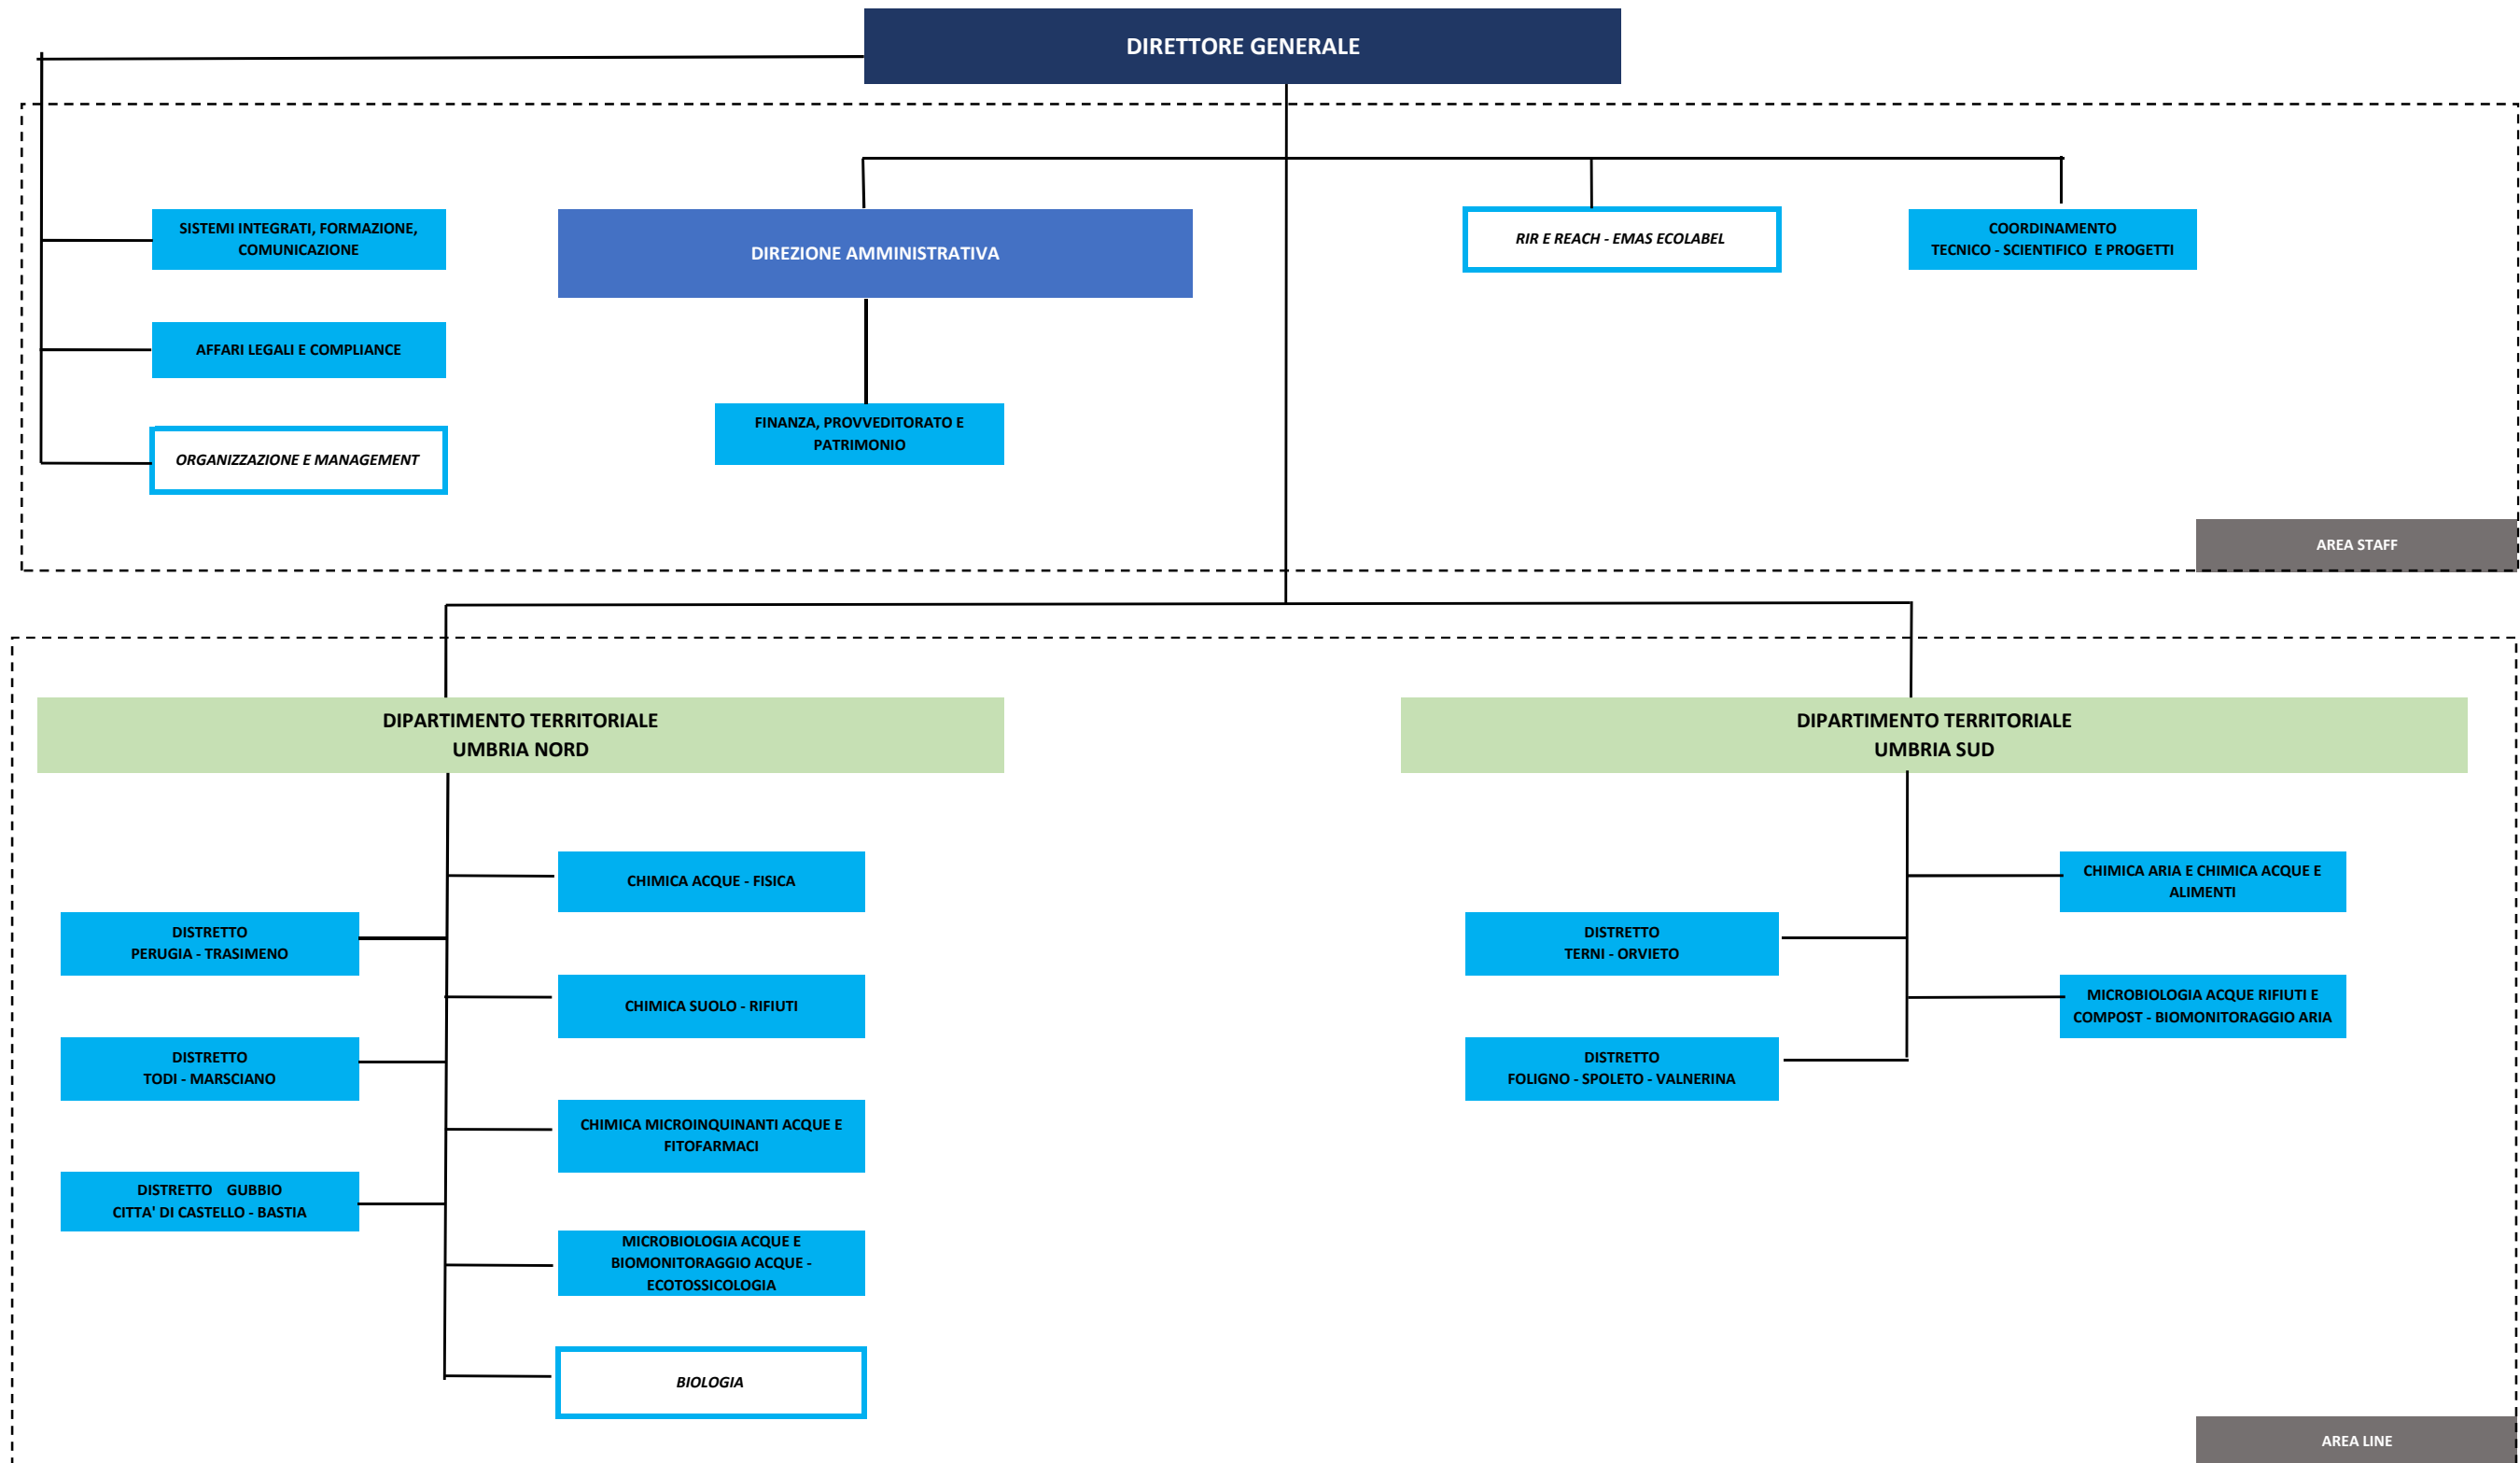 DIRETTORE GENERALE
SISTEMI INTEGRATI, FORMAZIONE,
COMUNICAZIONE
DIREZIONE AMMINISTRATIVA
RIR E REACH - EMAS ECOLABEL
COORDINAMENTO
TECNICO - SCIENTIFICO E PROGETTI
AFFARI LEGALI E COMPLIANCE
FINANZA, PROVVEDITORATO E
PATRIMONIO
ORGANIZZAZIONE E MANAGEMENT
AREA STAFF
DIPARTIMENTO TERRITORIALE
UMBRIA NORD
DIPARTIMENTO TERRITORIALE
UMBRIA SUD
CHIMICA ACQUE - FISICA
DISTRETTO
PERUGIA - TRASIMENO
CHIMICA SUOLO - RIFIUTI
DISTRETTO
TODI - MARSCIANO
CHIMICA MICROINQUINANTI ACQUE E
FITOFARMACI
DISTRETTO GUBBIO
CITTA' DI CASTELLO - BASTIA
MICROBIOLOGIA ACQUE E
BIOMONITORAGGIO ACQUE -
ECOTOSSICOLOGIA
BIOLOGIA
CHIMICA ARIA E CHIMICA ACQUE E
ALIMENTI
DISTRETTO
TERNI - ORVIETO
MICROBIOLOGIA ACQUE RIFIUTI E
COMPOST - BIOMONITORAGGIO ARIA
DISTRETTO
FOLIGNO - SPOLETO - VALNERINA
AREA LINE